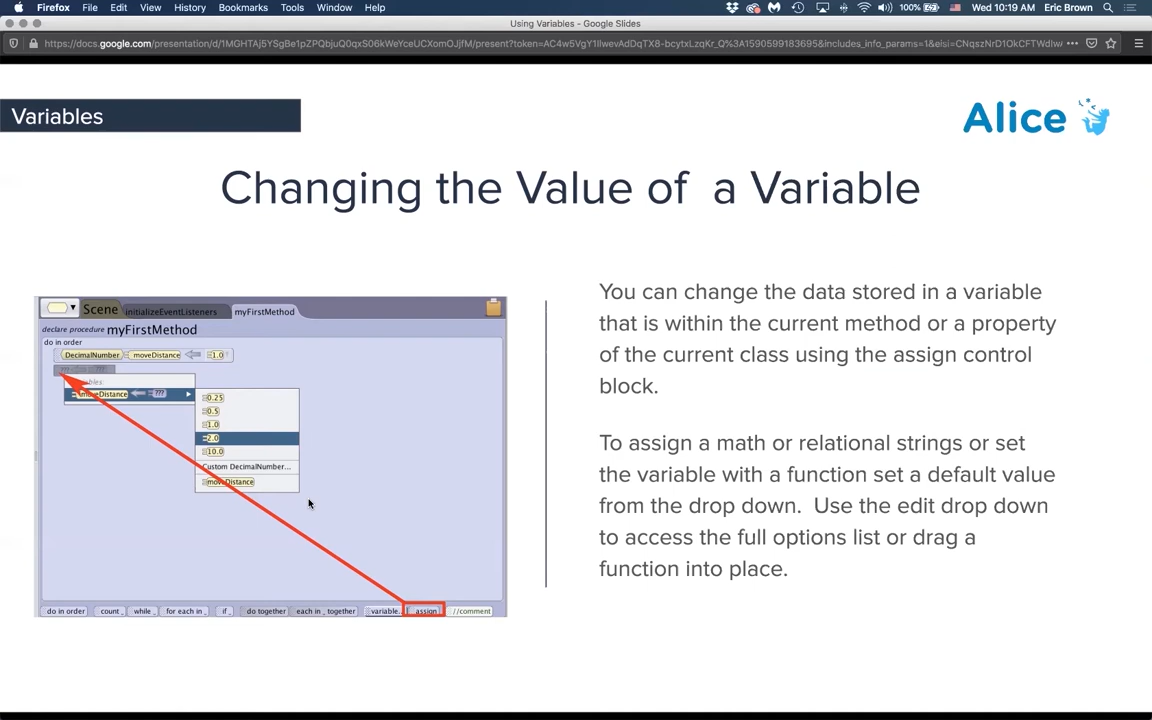 Firefox File Edit View History Bookmarks Tools Window Help 100% Wed 10:19 AM Eric Brown
Using Variables - Google Slides
https://docs.google.com/presentation/d/
Variables
Alice
Changing the Value of a Variable
Scene initializeEventListeners myFirstMethod
declare procedure myFirstMethod
do in order
DecimalNumber moveDistance 1.0
moveDistance ???
0.25
0.5
1.0
2.0
10.0
Custom DecimalNumber...
moveDistance
do in order count _ while _ for each in _ if _ do together each in _ together variable... assign //comment
You can change the data stored in a variable
that is within the current method or a property
of the current class using the assign control
block.
To assign a math or relational strings or set
the variable with a function set a default value
from the drop down. Use the edit drop down
to access the full options list or drag a
function into place.